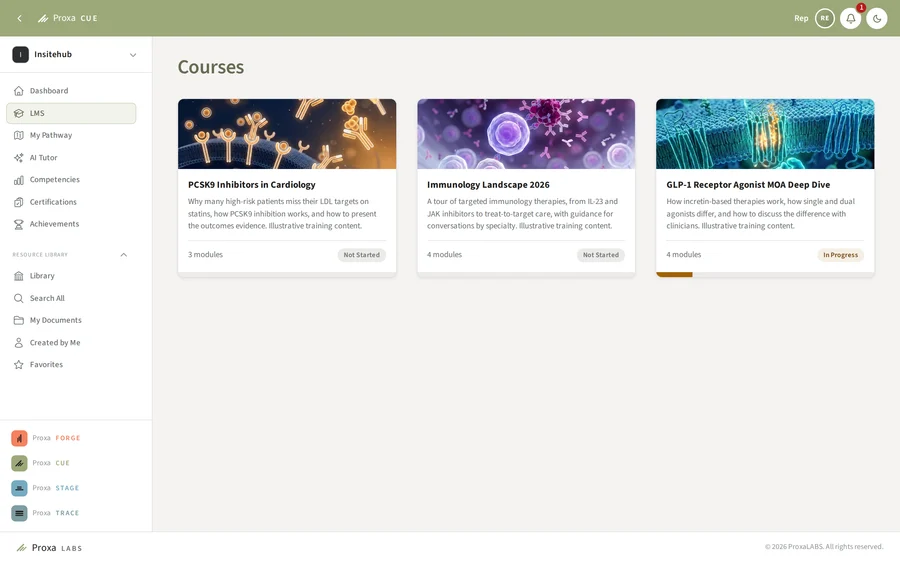 Proxa CUE
Rep
RE
1
I
Insitehub
Dashboard
LMS
My Pathway
AI Tutor
Competencies
Certifications
Achievements
RESOURCE LIBRARY
Library
Search All
My Documents
Created by Me
Favorites
Proxa FORGE
Proxa CUE
Proxa STAGE
Proxa TRACE
Courses
PCSK9 Inhibitors in Cardiology
Why many high-risk patients miss their LDL targets on
statins, how PCSK9 inhibition works, and how to present
the outcomes evidence. Illustrative training content.
3 modules
Not Started
Immunology Landscape 2026
A tour of targeted immunology therapies, from IL-23 and
JAK inhibitors to treat-to-target care, with guidance for
conversations by specialty. Illustrative training content.
4 modules
Not Started
GLP-1 Receptor Agonist MOA Deep Dive
How incretin-based therapies work, how single and dual
agonists differ, and how to discuss the difference with
clinicians. Illustrative training content.
4 modules
In Progress
Proxa LABS
© 2026 ProxaLABS. All rights reserved.